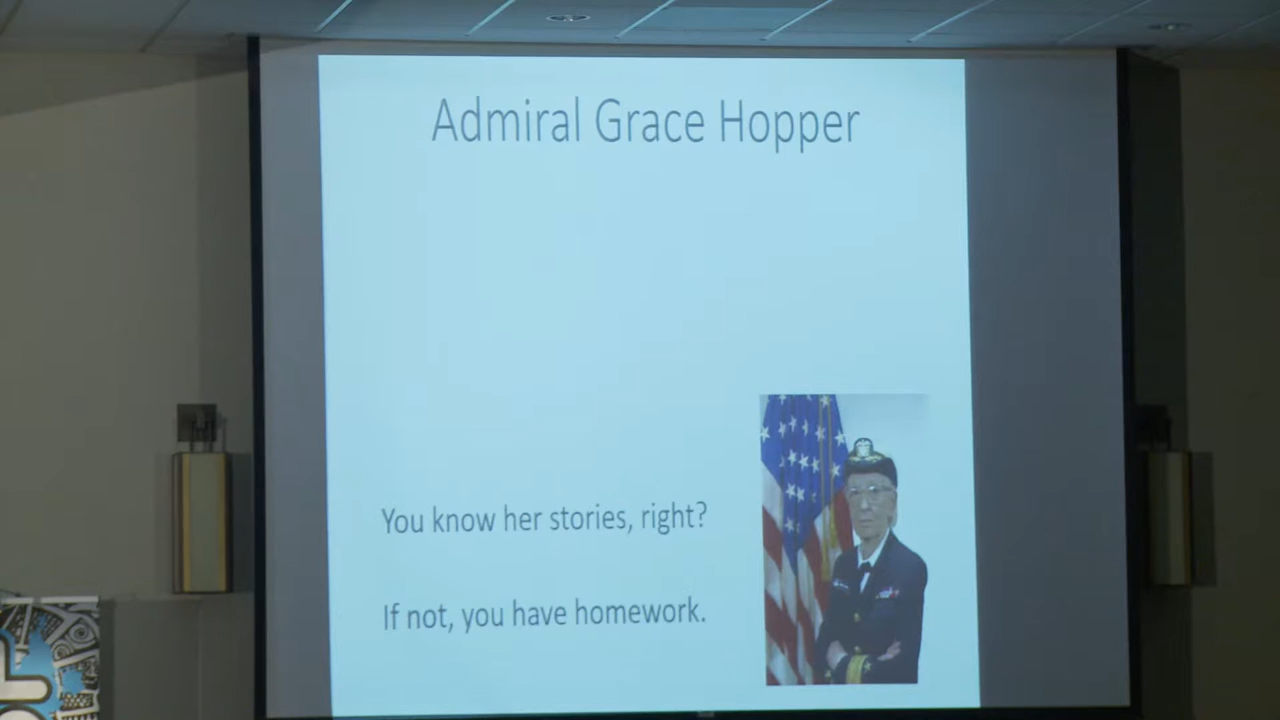 Admiral Grace Hopper
You know her stories, right?
If not, you have homework.